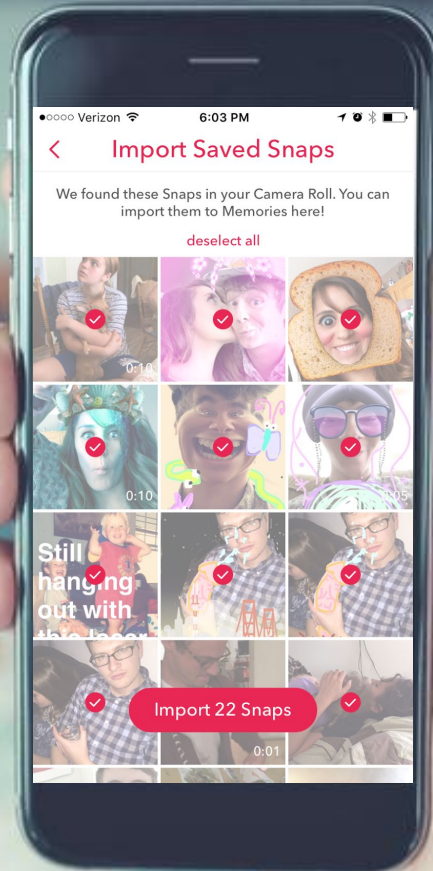 Verizon 6:03 PM
Import Saved Snaps
We found these Snaps in your Camera Roll. You can
import them to Memories here!
deselect all
0:10
0:10
0:05
Still
hanging
out with
this loser
Import 22 Snaps
0:01